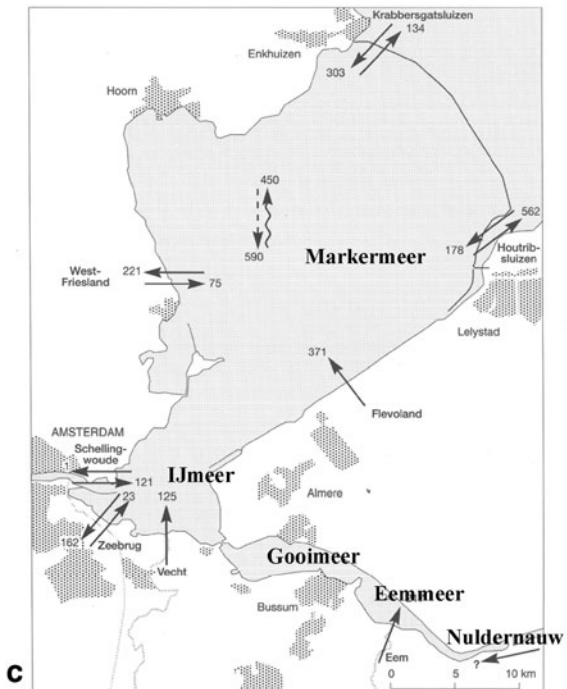 Krabbersgatsluizen
134
Enkhuizen
303
Hoorn
450
562
590
Markermeer
178
Houtrib-
sluizen
West-
Friesland
221
75
Lelystad
371
Flevoland
AMSTERDAM
Schelling-
woude
1
121
IJmeer
23
125
Almere
162
Zeebrug
Vecht
Gooimeer
Bussum
Eemmeer
Nuldernauw
Eem
?
C
0 5 10 km